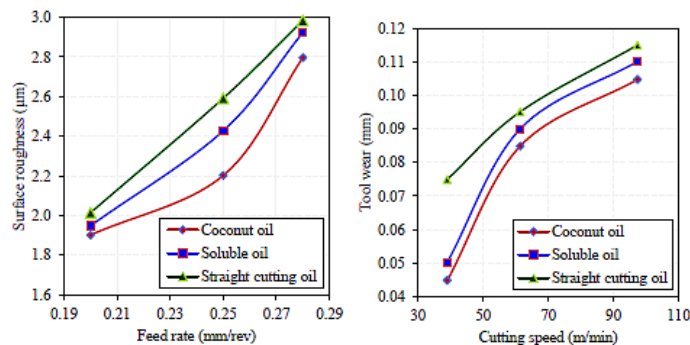 Surface roughness (µm)
3.0
2.8
2.6
2.4
2.2
2.0
1.8
1.6
0.19
0.21
0.23
0.25
0.27
0.29
Feed rate (mm/rev)
Coconut oil
Soluble oil
Straight cutting oil
Tool wear (mm)
0.12
0.11
0.10
0.09
0.08
0.07
0.06
0.05
0.04
30
50
70
90
110
Cutting speed (m/min)
Coconut oil
Soluble oil
Straight cutting oil